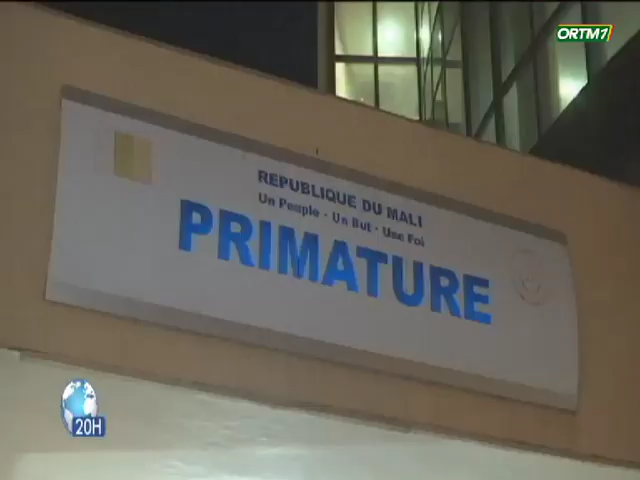 ORTM1
REPUBLIQUE DU MALI
Un Peuple - Un But - Une Foi
PRIMATURE
20H